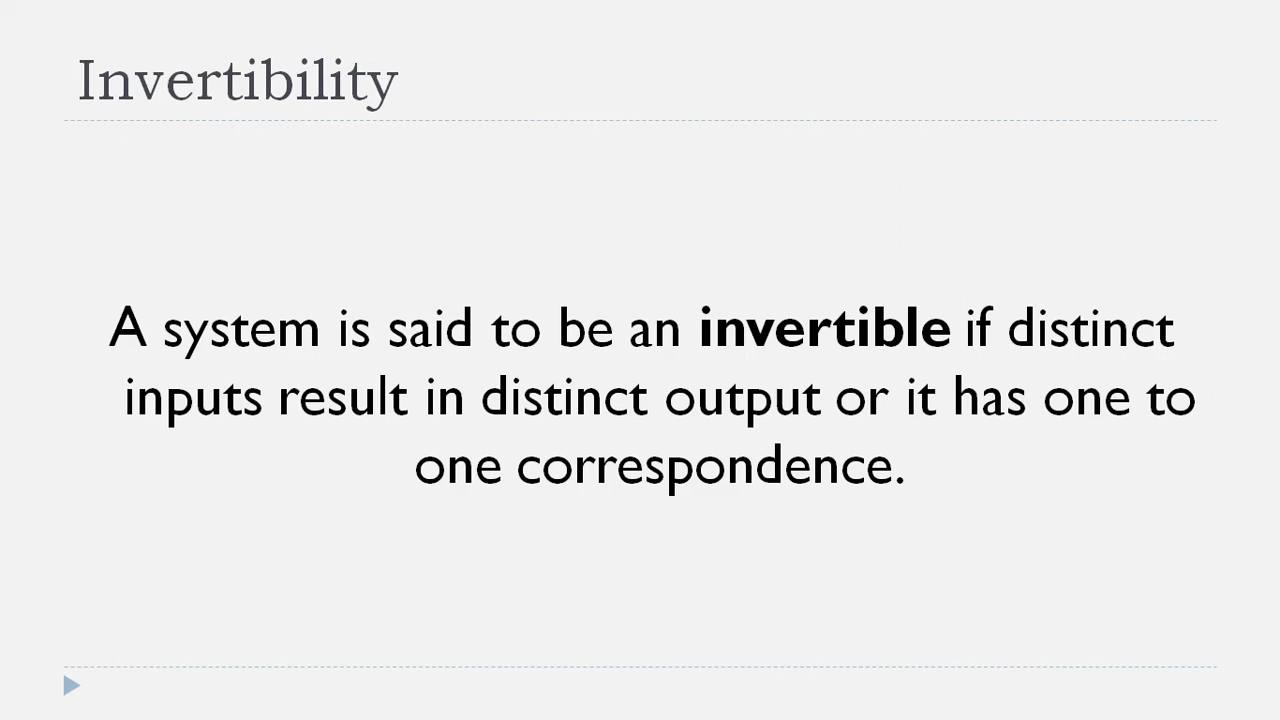 Invertibility
A system is said to be an invertible if distinct
inputs result in distinct output or it has one to
one correspondence.